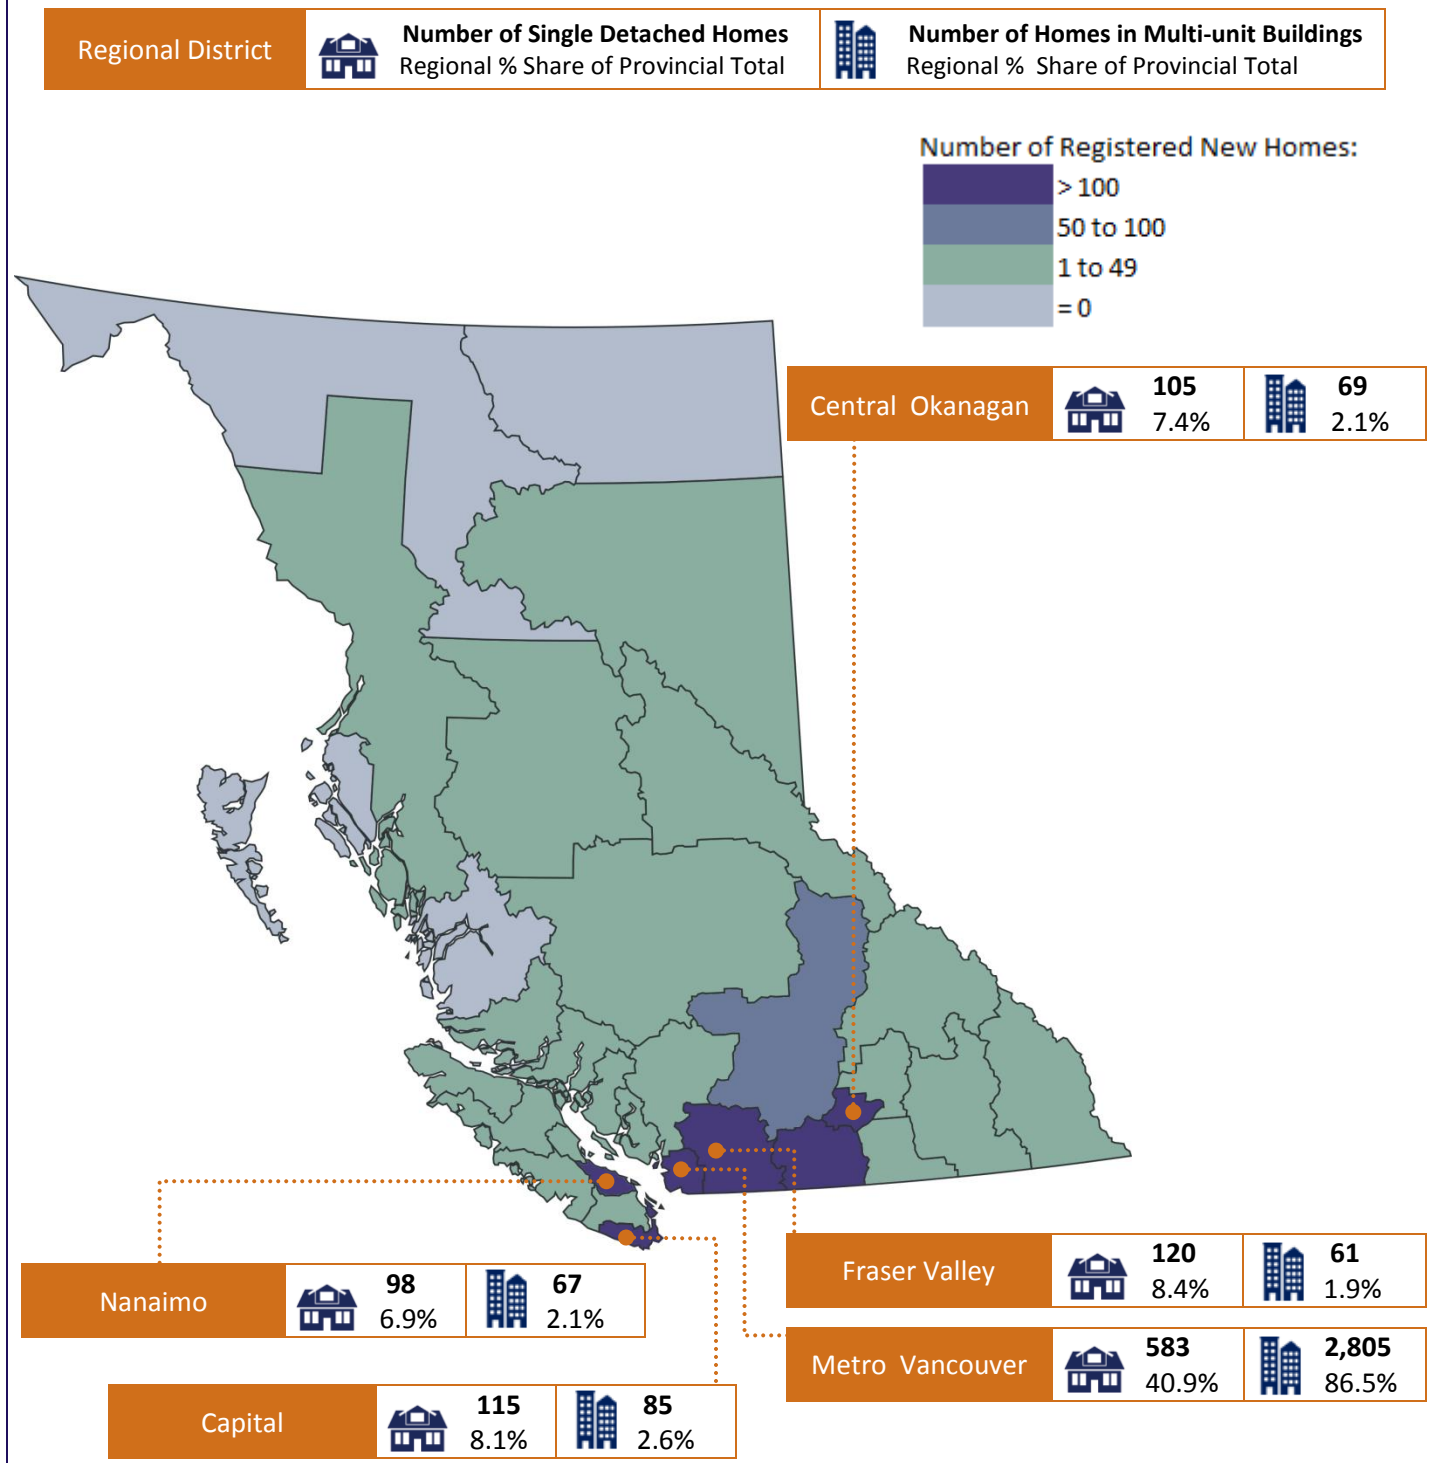 Regional District
Number of Single Detached Homes
Regional % Share of Provincial Total
Number of Homes in Multi-unit Buildings
Regional % Share of Provincial Total
Number of Registered New Homes:
> 100
50 to 100
1 to 49
= 0
Central Okanagan
105
7.4%
69
2.1%
Nanaimo
98
6.9%
67
2.1%
Fraser Valley
120
8.4%
61
1.9%
Metro Vancouver
583
40.9%
2,805
86.5%
Capital
115
8.1%
85
2.6%